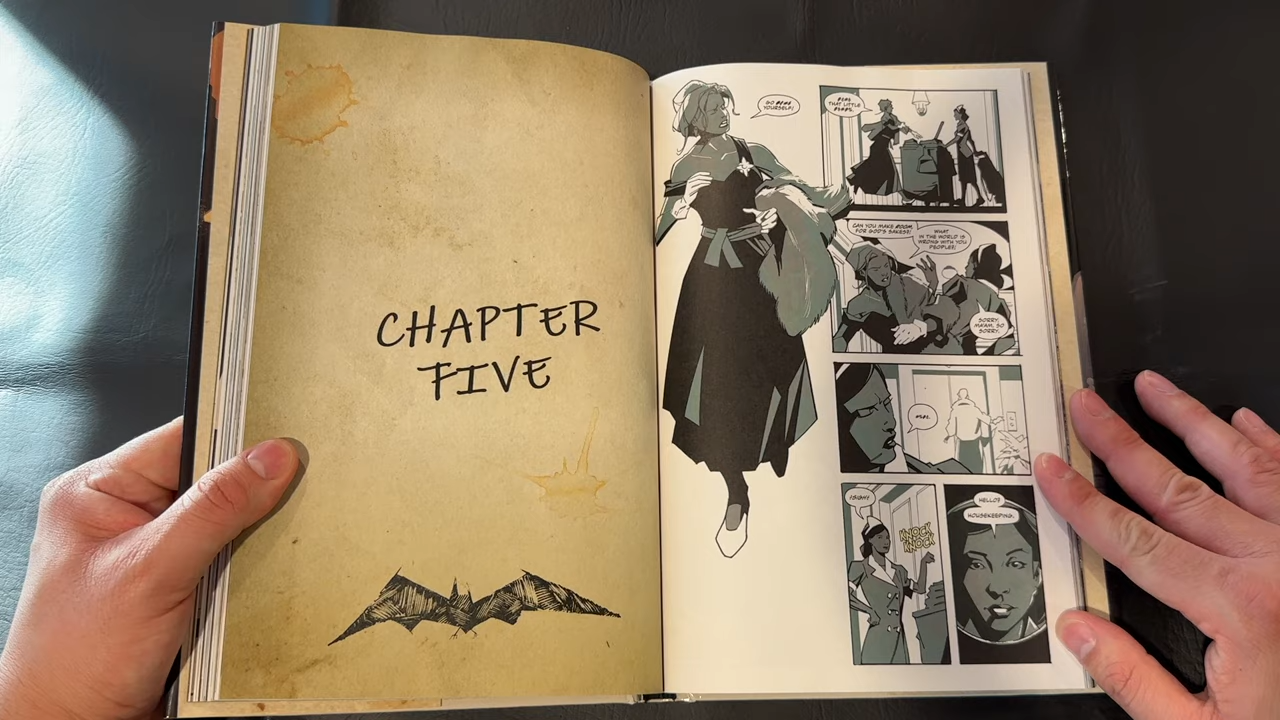 CHAPTER
FIVE
GO #@#@
YOURSELF!
THAT LITTLE
CAN YOU MAKE ROOM,
FOR GOD'S SAKES?!
WHAT
IN THE WORLD IS
WRONG WITH YOU
PEOPLE?!
SORRY,
MA'AM. SO
SORRY.
(SIGH)
KNOCK
KNOCK
HELLO?
HOUSEKEEPING.